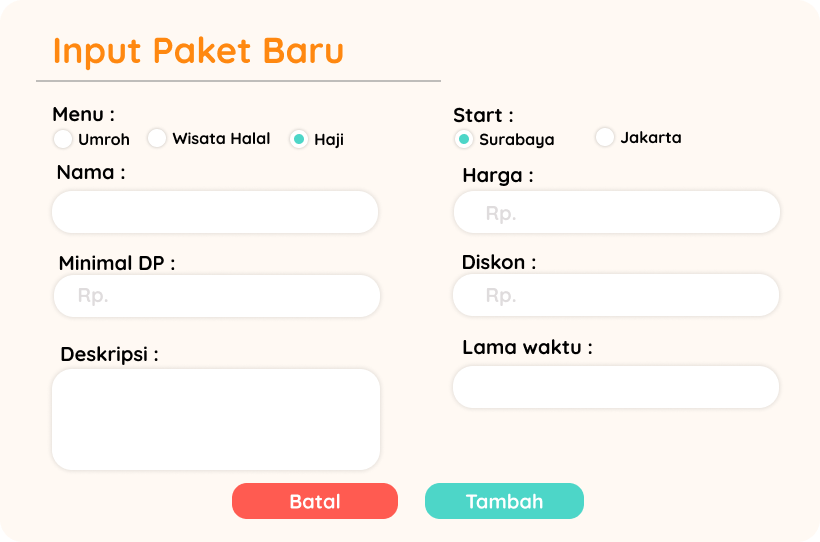 Input Paket Baru
Menu :
Umroh
Wisata Halal
Haji
Start :
Surabaya
Jakarta
Nama :
Harga :
Rp.
Minimal DP :
Rp.
Diskon :
Rp.
Deskripsi :
Lama waktu :
Batal
Tambah